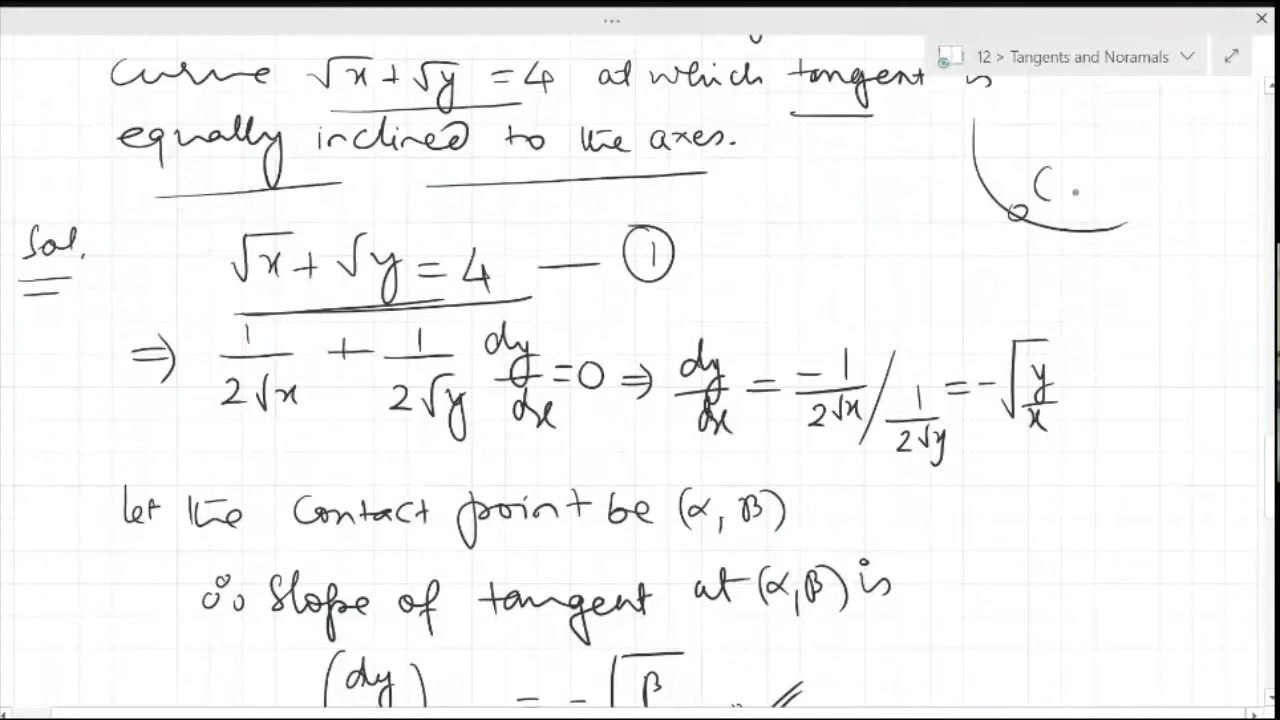 ...
12 > Tangents and Noramals
curve √x + √y = 4 at which tangent is
equally inclined to the axes.
(
Sol.
√x + √y = 4 — ①
⇒ 1/2√x + 1/2√y dy/dx = 0 ⇒ dy/dx = -1/2√x / 1/2√y = -√y/x
let the contact point be (α, β)
∴ Slope of tangent at (α, β) is
(dy) = -√β